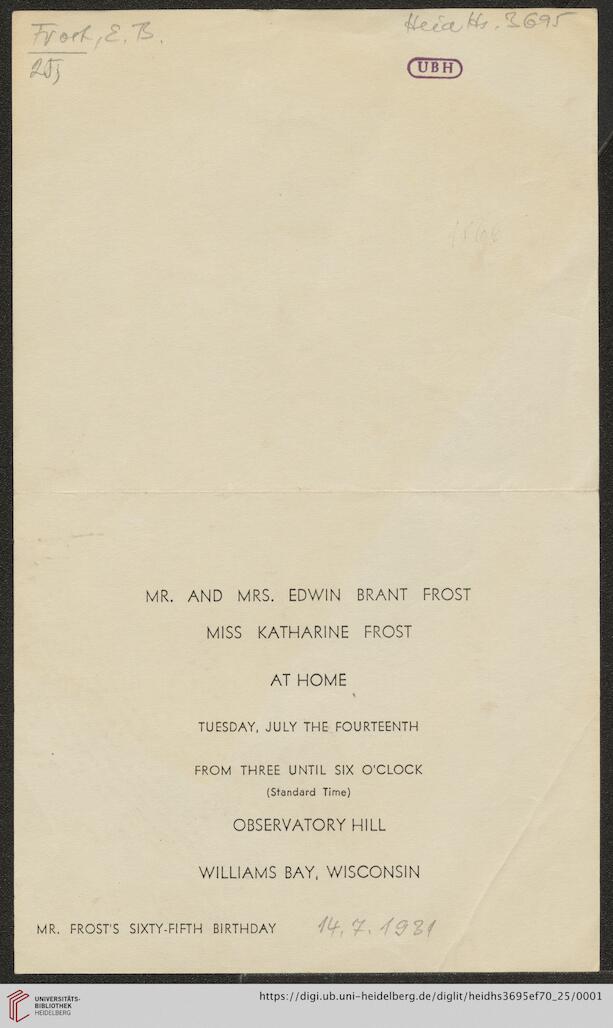 Frost, E. B.
Heid. Hs. 3695
25,
UBH
1866
MR. AND MRS. EDWIN BRANT FROST
MISS KATHARINE FROST
AT HOME
TUESDAY, JULY THE FOURTEENTH
FROM THREE UNTIL SIX O'CLOCK
(Standard Time)
OBSERVATORY HILL
WILLIAMS BAY, WISCONSIN
MR. FROST'S SIXTY-FIFTH BIRTHDAY 14.7.1931
UNIVERSITÄTS-
BIBLIOTHEK
HEIDELBERG
https://digi.ub.uni-heidelberg.de/diglit/heidhs3695ef70_25/0001